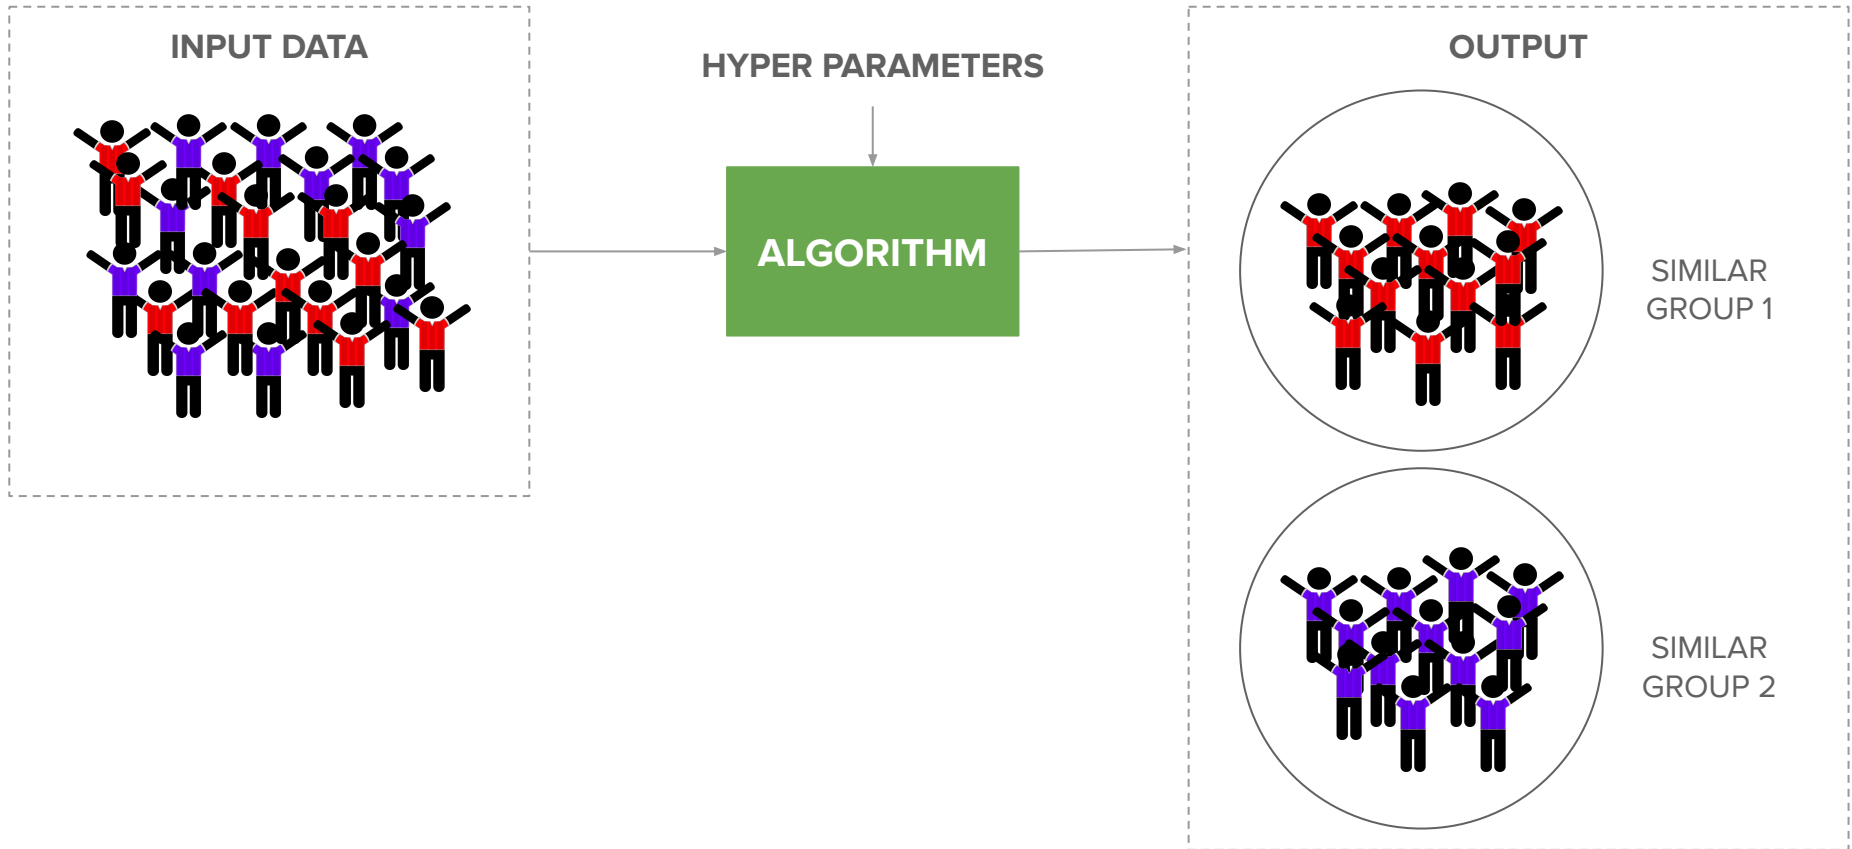 INPUT DATA
HYPER PARAMETERS
ALGORITHM
OUTPUT
SIMILAR
GROUP 1
SIMILAR
GROUP 2